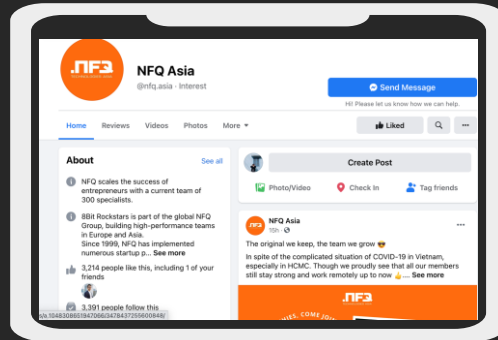 .NFQ
NFQ Asia
@nfq.asia · Interest
Send Message
Hi! Please let us know how we can help.
Home Reviews Videos Photos More
Liked
About
See all
NFQ scales the success of
entrepreneurs with a current team of
300 specialists.
8Bit Rockstars is part of the global NFQ
Group, building high-performance teams
in Europe and Asia.
Since 1999, NFQ has implemented
numerous startup p... See more
3,214 people like this, including 1 of your
friends
3,391 people follow this
Create Post
Photo/Video Check In Tag friends
NFQ Asia
15h ·
The original we keep, the team we grow
In spite of the complicated situation of COVID-19 in Vietnam,
especially in HCMC. Though we proudly see that all our members
still stay strong and work remotely up to now .... See more
.NFQ
COME